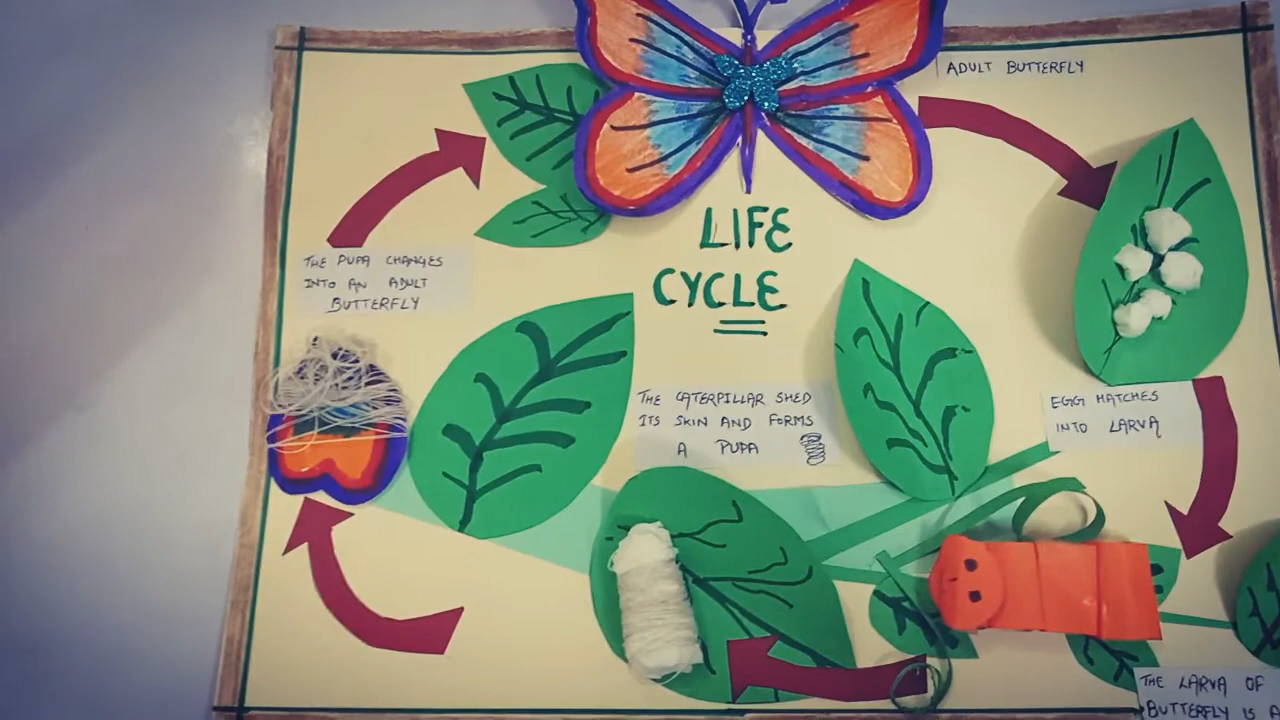 ADULT BUTTERFLY
LIFE
CYCLE
THE PUPA CHANGES
INTO AN ADULT
BUTTERFLY
THE CATERPILLAR SHED
ITS SKIN AND FORMS
A PUPA
EGG HATCHES
INTO LARVA
THE LARVA OF
BUTTERFLY IS A